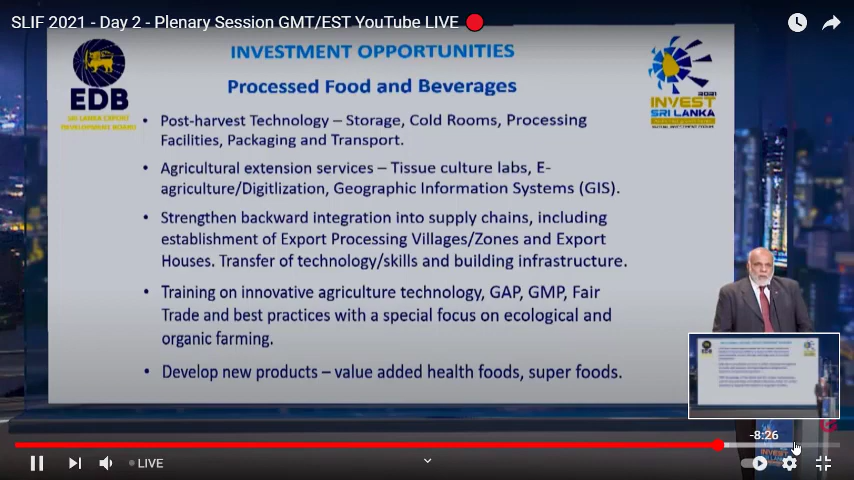 SLIF 2021 - Day 2 - Plenary Session GMT/EST YouTube LIVE
INVESTMENT OPPORTUNITIES
Processed Food and Beverages
EDB
SRI LANKA EXPORT
DEVELOPMENT BOARD
2021
INVEST
SRI LANKA
• Post-harvest Technology – Storage, Cold Rooms, Processing
Facilities, Packaging and Transport.
• Agricultural extension services – Tissue culture labs, E-
agriculture/Digitlization, Geographic Information Systems (GIS).
• Strengthen backward integration into supply chains, including
establishment of Export Processing Villages/Zones and Export
Houses. Transfer of technology/skills and building infrastructure.
• Training on innovative agriculture technology, GAP, GMP, Fair
Trade and best practices with a special focus on ecological and
organic farming.
• Develop new products – value added health foods, super foods.
-8:26
LIVE